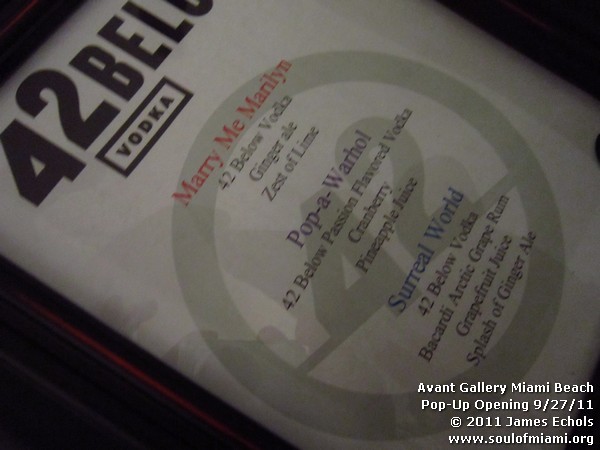 42BELO
VODKA
Marry Me Marilyn
42 Below Vodka
Ginger ale
Zest of Lime
Pop-a-Warhol
42 Below Passion Flavored Vodka
Cranberry
Pineapple Juice
Surreal World
42 Below Vodka
Bacardi Arctic Grape Rum
Grapefruit Juice
Splash of Ginger Ale
42
Avant Gallery Miami Beach
Pop-Up Opening 9/27/11
© 2011 James Echols
www.soulofmiami.org